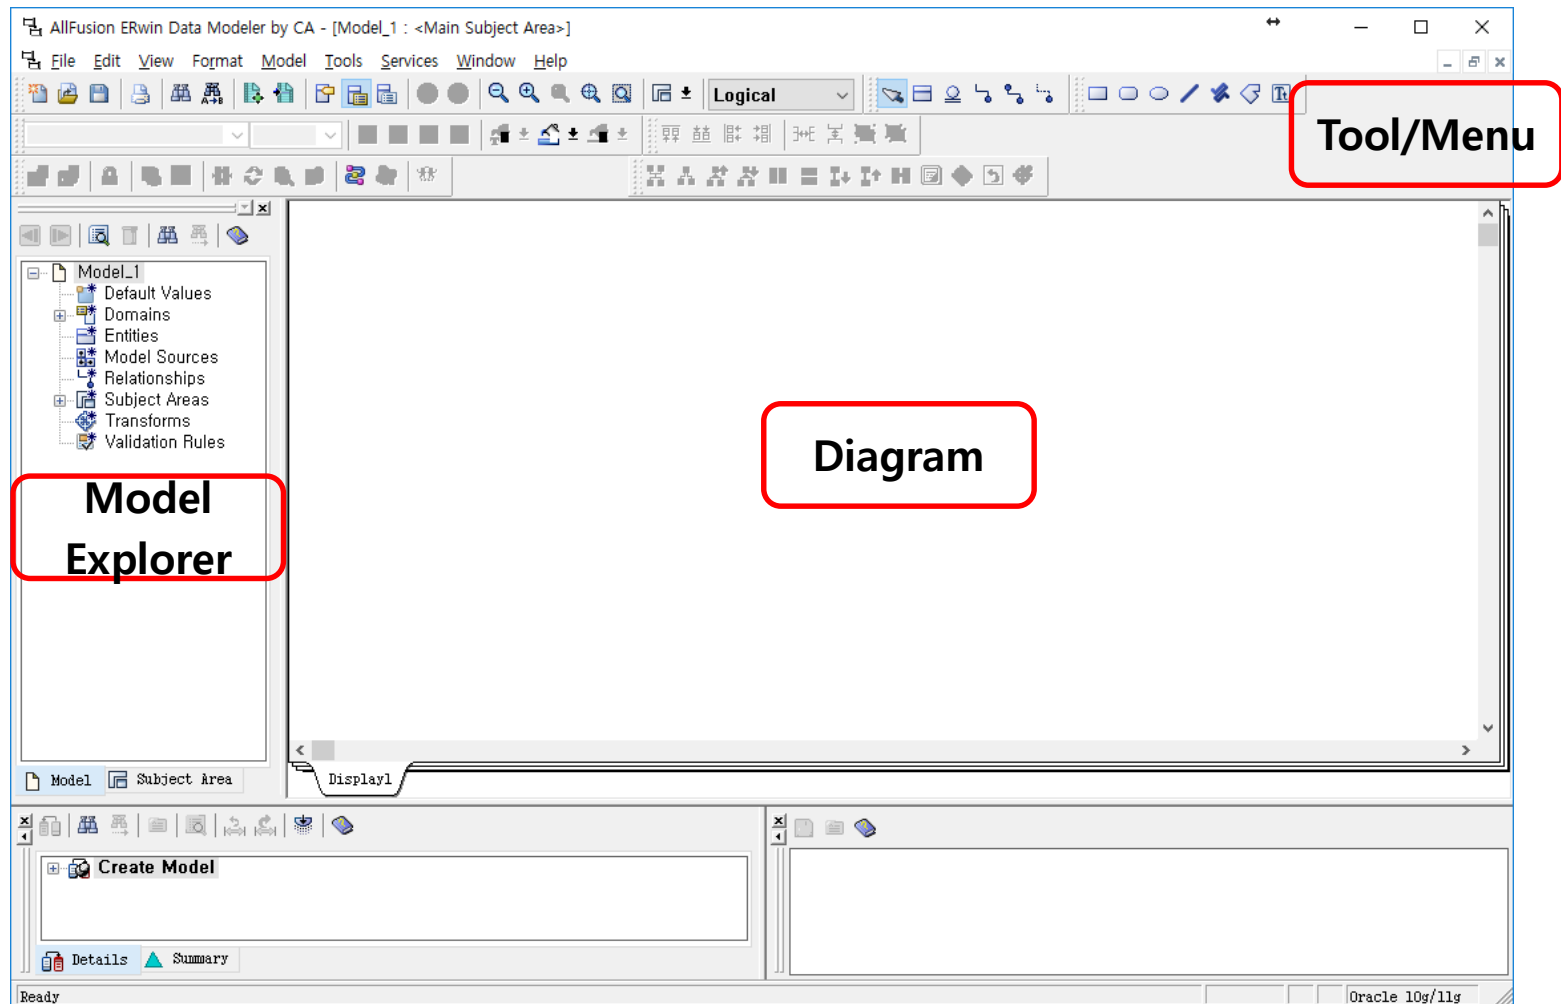 AllFusion ERwin Data Modeler by CA - [Model_1 : <Main Subject Area>]
File Edit View Format Model Tools Services Window Help
Logical
Tool/Menu
Model_1
Default Values
Domains
Entities
Model Sources
Relationships
Subject Areas
Transforms
Validation Rules
Model
Explorer
Diagram
Model Subject Area
Display1
Create Model
Details Summary
Ready
Oracle 10g/11g